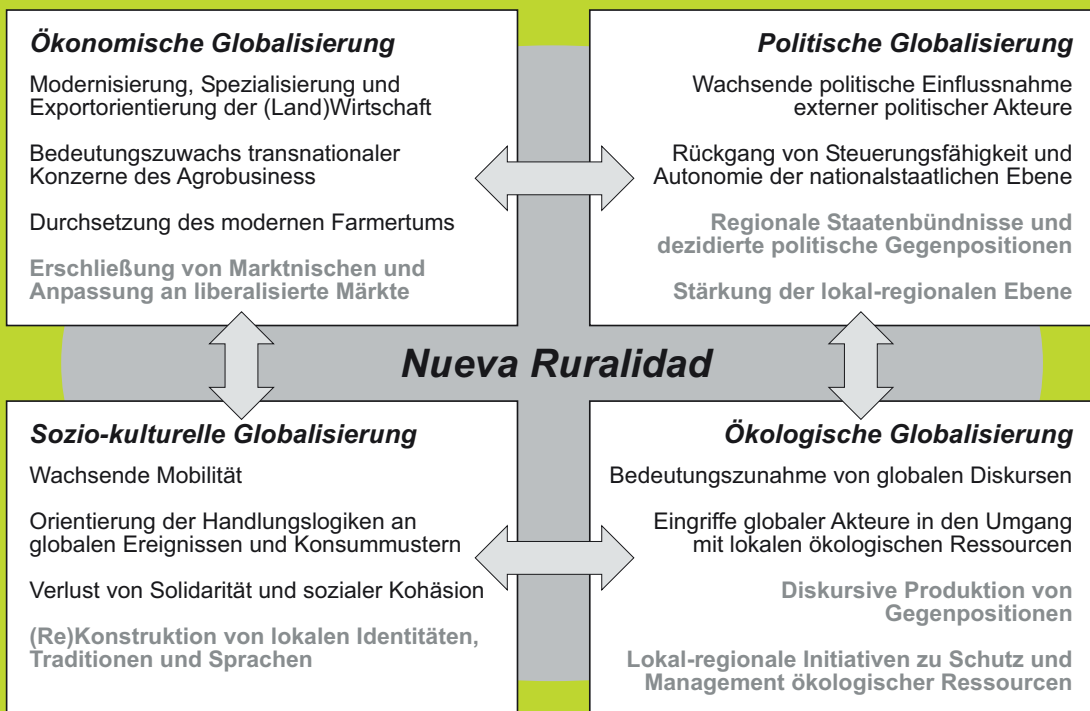 Ökonomische Globalisierung
Modernisierung, Spezialisierung und
Exportorientierung der (Land)Wirtschaft
Bedeutungszuwachs transnationaler
Konzerne des Agrobusiness
Durchsetzung des modernen Farmertums
Erschließung von Marktnischen und
Anpassung an liberalisierte Märkte
Politische Globalisierung
Wachsende politische Einflussnahme
externer politischer Akteure
Rückgang von Steuerungsfähigkeit und
Autonomie der nationalstaatlichen Ebene
Regionale Staatenbündnisse und
dezidierte politische Gegenpositionen
Stärkung der lokal-regionalen Ebene
Nueva Ruralidad
Sozio-kulturelle Globalisierung
Wachsende Mobilität
Orientierung der Handlungslogiken an
globalen Ereignissen und Konsummustern
Verlust von Solidarität und sozialer Kohäsion
(Re)Konstruktion von lokalen Identitäten,
Traditionen und Sprachen
Ökologische Globalisierung
Bedeutungszunahme von globalen Diskursen
Eingriffe globaler Akteure in den Umgang
mit lokalen ökologischen Ressourcen
Diskursive Produktion von
Gegenpositionen
Lokal-regionale Initiativen zu Schutz und
Management ökologischer Ressourcen